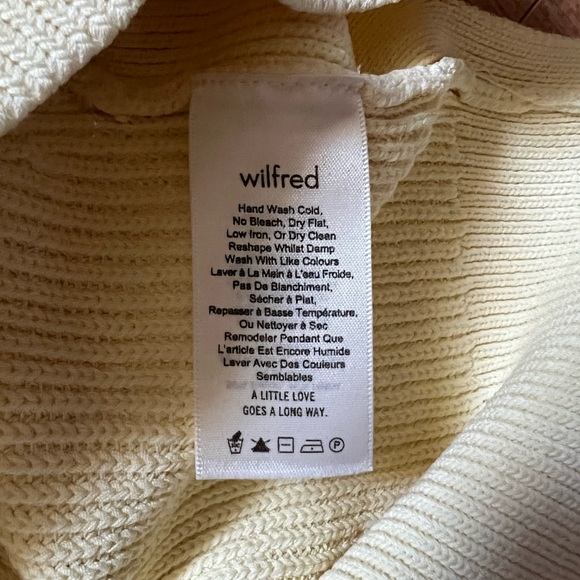 wilfred
Hand Wash Cold,
No Bleach, Dry Flat,
Low Iron, Or Dry Clean
Reshape Whilst Damp
Wash With Like Colours
Laver à La Main à L'eau Froide,
Pas De Blanchiment,
Sécher à Plat,
Repasser à Basse Température,
Ou Nettoyer à Sec
Remodeler Pendant Que
L'article Est Encore Humide
Laver Avec Des Couleurs
Semblables
A LITTLE LOVE
GOES A LONG WAY.
P